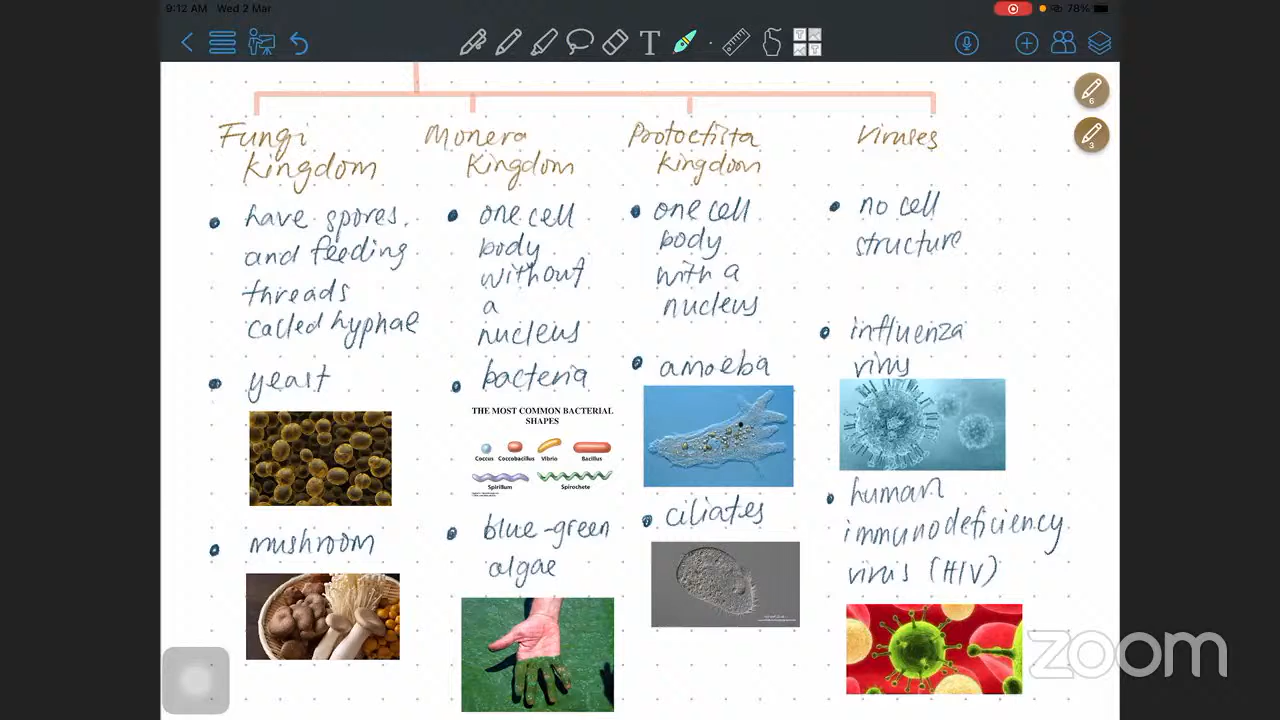 9:12 AM Wed 2 Mar
78%
T
6
3
Fungi
Kingdom
have spores
and feeding
threads
called hyphae
yeast
mushroom
Monera
Kingdom
one cell
body
without
a
nucleus
bacteria
THE MOST COMMON BACTERIAL
SHAPES
Coccus Coccobacillus Vibrio Bacillus
Spirillum Spirochete
blue-green
algae
Protoctista
kingdom
one cell
body
with a
nucleus
amoeba
ciliates
Viruses
no cell
structure
influenza
virus
human
immunodeficiency
virus (HIV)
zoom